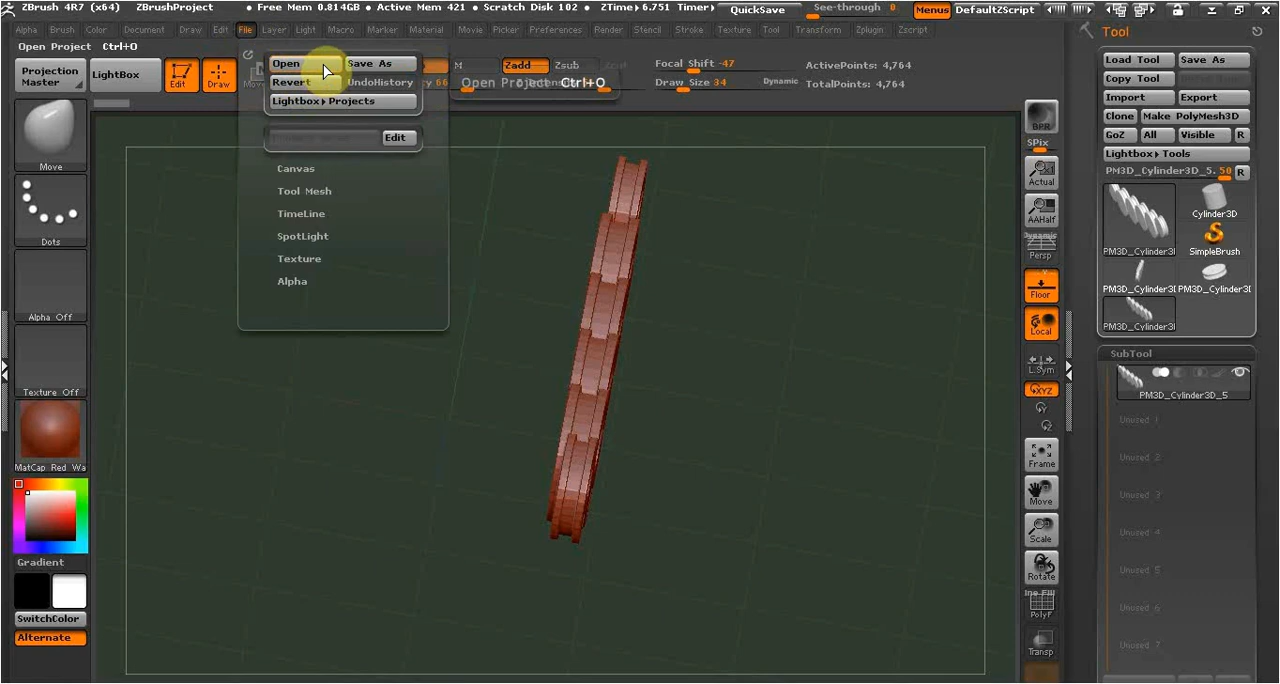 ZBrush 4R7 (x64) ZBrushProject • Free Mem 0.814GB • Active Mem 421 • Scratch Disk 102 • ZTime▸6.751 Timer▸ QuickSave See-through 0 Menus DefaultZScript
Alpha Brush Color Document Draw Edit File Layer Light Macro Marker Material Movie Picker Preferences Render Stencil Stroke Texture Tool Transform Zplugin Zscript
Open Project Ctrl+O
Projection Master
LightBox
Edit
Draw
Open
Save As
Revert
UndoHistory
Lightbox▸Projects
Edit
Canvas
Tool Mesh
TimeLine
SpotLight
Texture
Alpha
M
Zadd
Zsub
Open Project Ctrl+O
Focal Shift -47
Draw Size 34
Dynamic
ActivePoints: 4,764
TotalPoints: 4,764
Move
Dots
Alpha Off
Texture Off
MatCap Red Wa
Gradient
SwitchColor
Alternate
BPR
SPix
Actual
AAHalf
Dynamic
Persp
Floor
Local
L.Sym
XYZ
Frame
Move
Scale
Rotate
Line Fill
PolyF
Transp
Tool
Load Tool
Save As
Copy Tool
Import
Export
Clone
Make PolyMesh3D
GoZ
All
Visible
R
Lightbox▸Tools
PM3D_Cylinder3D_5. 50
R
PM3D_Cylinder3
Cylinder3D
SimpleBrush
PM3D_Cylinder3
PM3D_Cylinder3
PM3D_Cylinder3
SubTool
PM3D_Cylinder3D_5
Unused 1
Unused 2
Unused 3
Unused 4
Unused 5
Unused 6
Unused 7